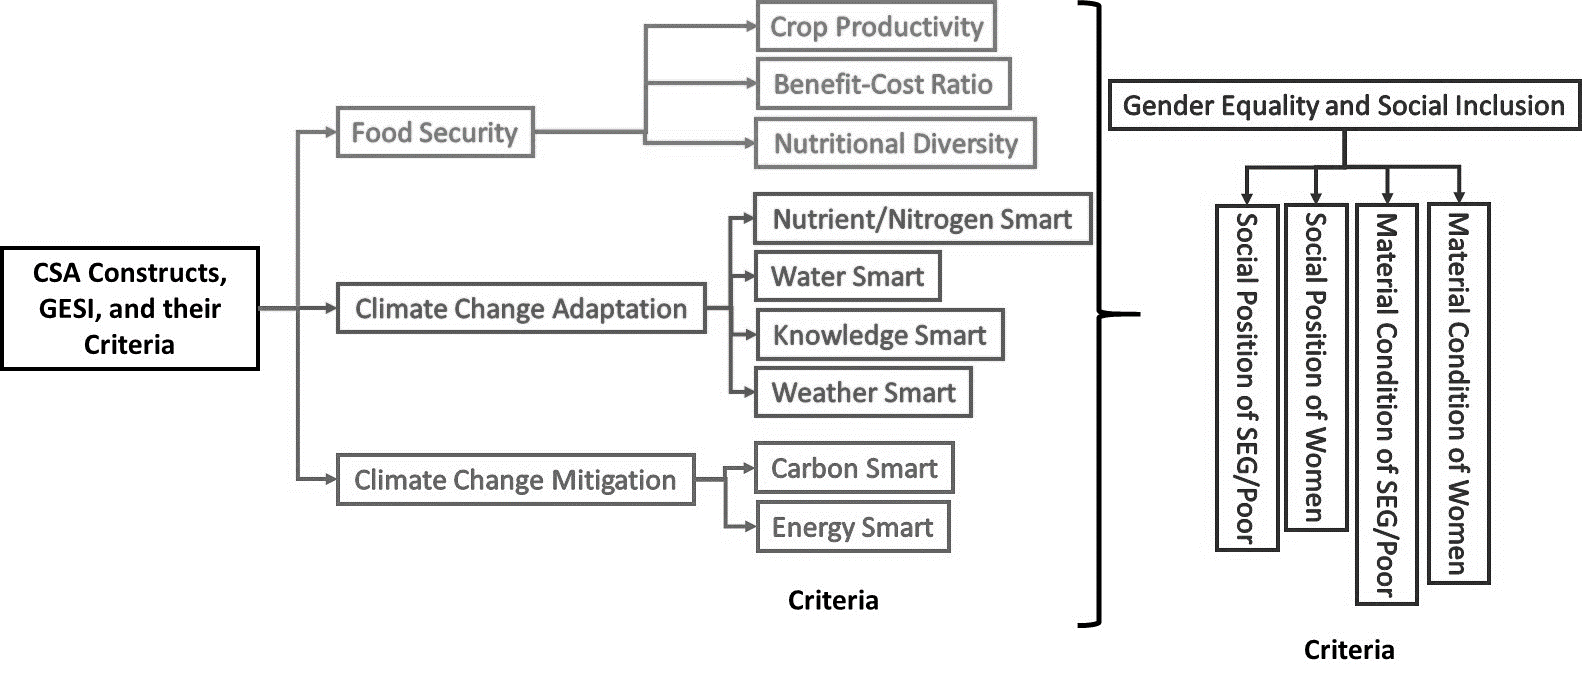 CSA Constructs,
GESI, and their
Criteria
Food Security
Crop Productivity
Benefit-Cost Ratio
Nutritional Diversity
Climate Change Adaptation
Nutrient/Nitrogen Smart
Water Smart
Knowledge Smart
Weather Smart
Climate Change Mitigation
Carbon Smart
Energy Smart
Criteria
Gender Equality and Social Inclusion
Social Position of SEG/Poor
Social Position of Women
Material Condition of SEG/Poor
Material Condition of Women
Criteria